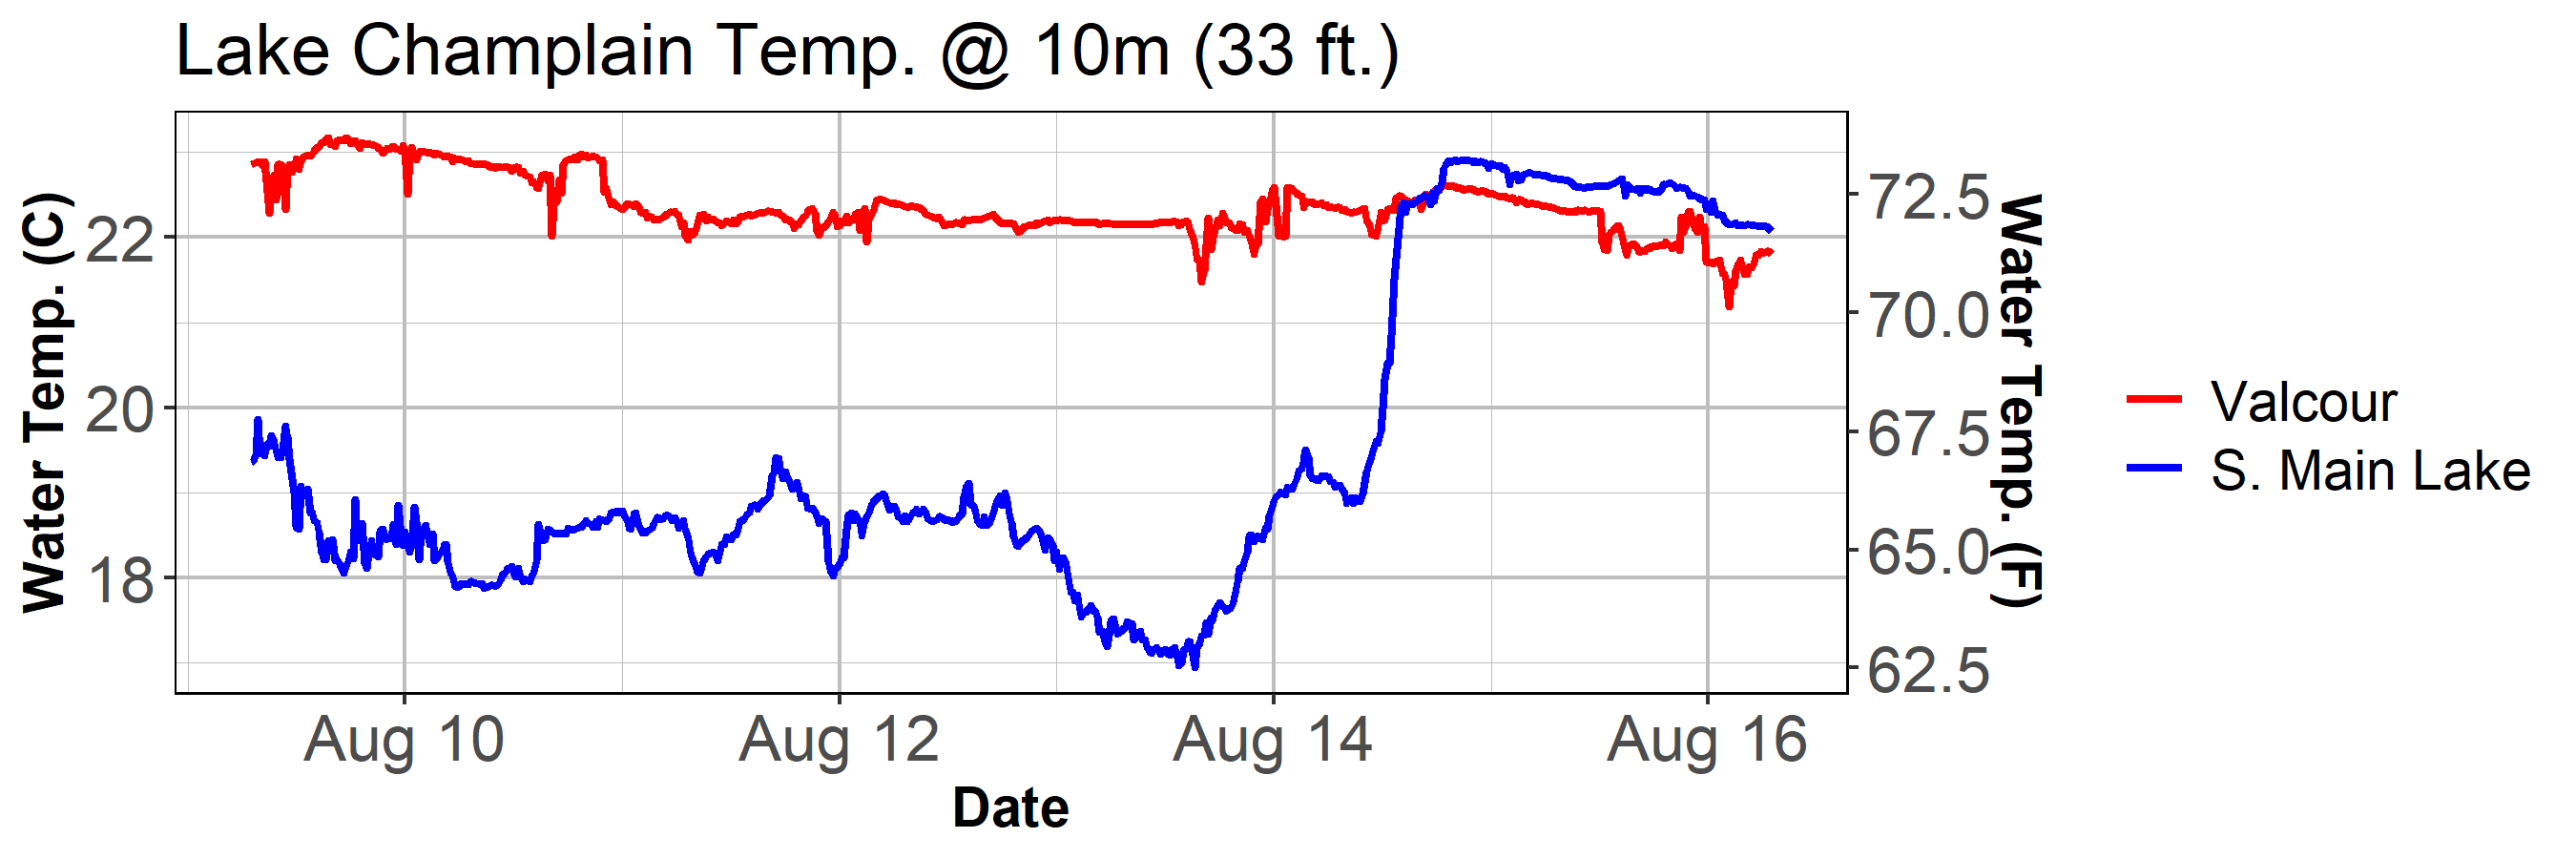 Lake Champlain Temp. @ 10m (33 ft.)
Water Temp. (C)
22
20
18
72.5
70.0
67.5
65.0
62.5
Water Temp. (F)
Valcour
S. Main Lake
Aug 10
Aug 12
Aug 14
Aug 16
Date